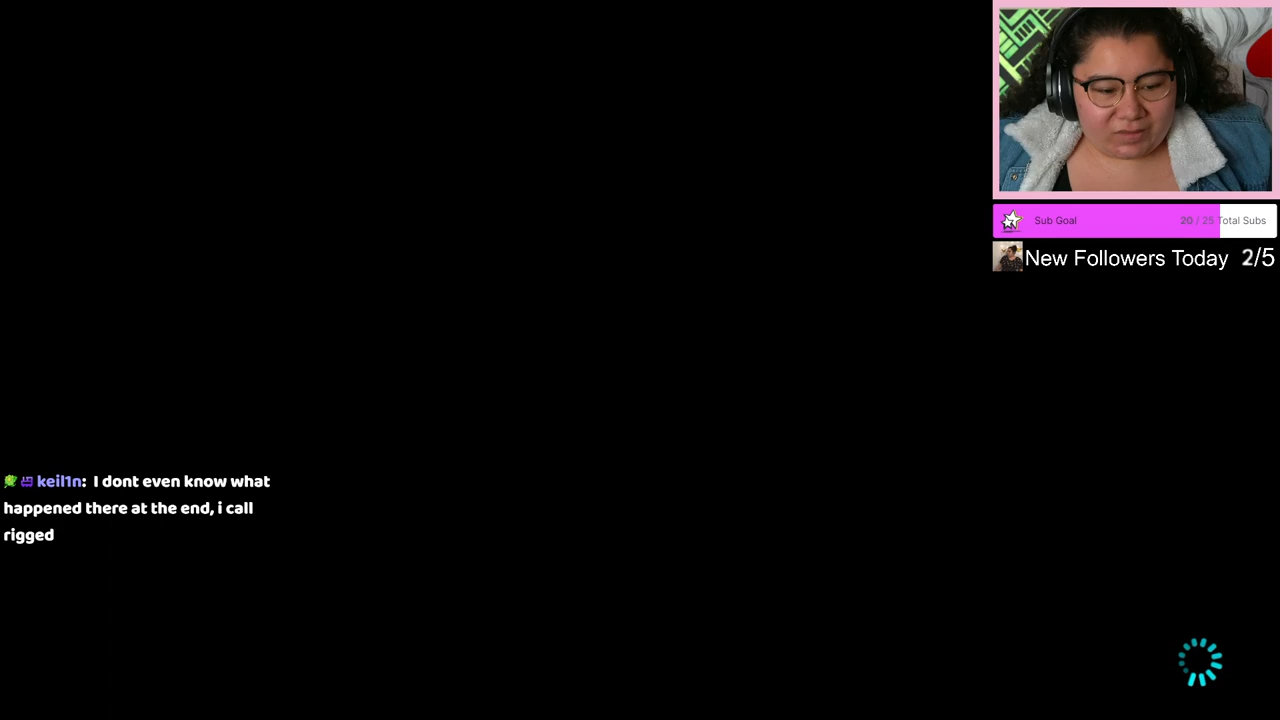 Sub Goal 20 / 25 Total Subs
New Followers Today 2/5
keil1n: I dont even know what
happened there at the end, i call
rigged